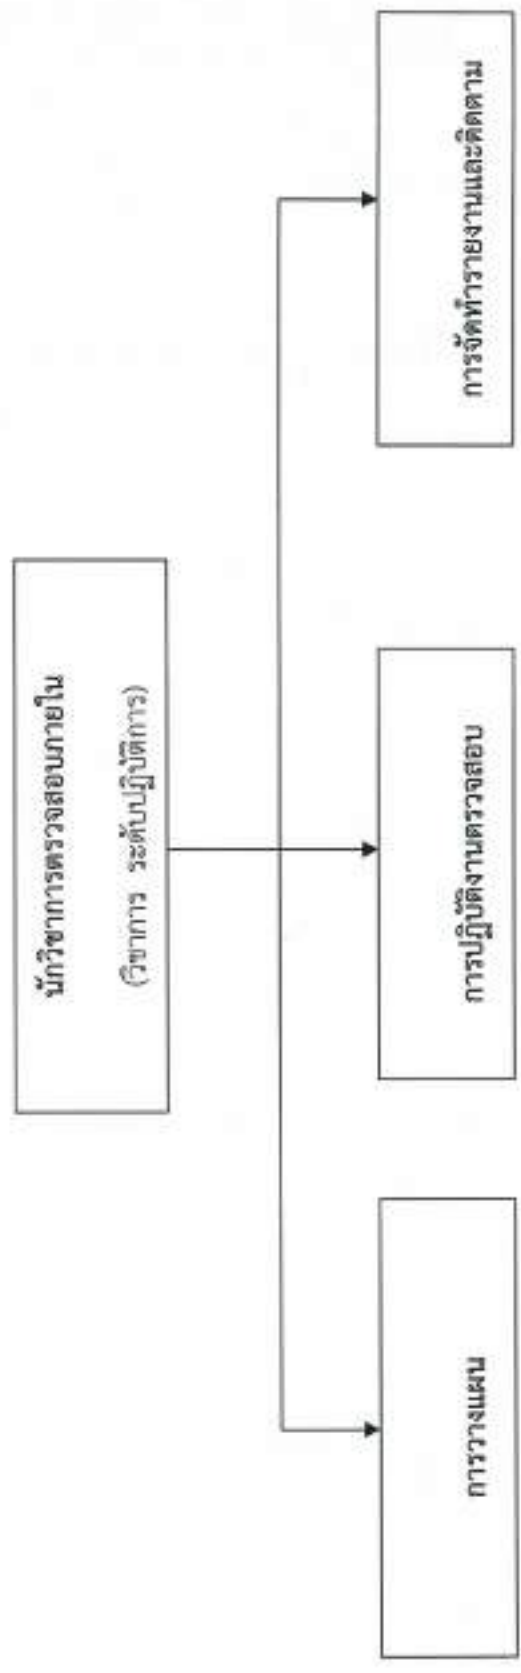 นักวิชาการตรวจสอบภายใน
(วิชาการ ระดับปฏิบัติการ)
การวางแผน
การปฏิบัติงานตรวจสอบ
การจัดทำรายงานและติดตาม